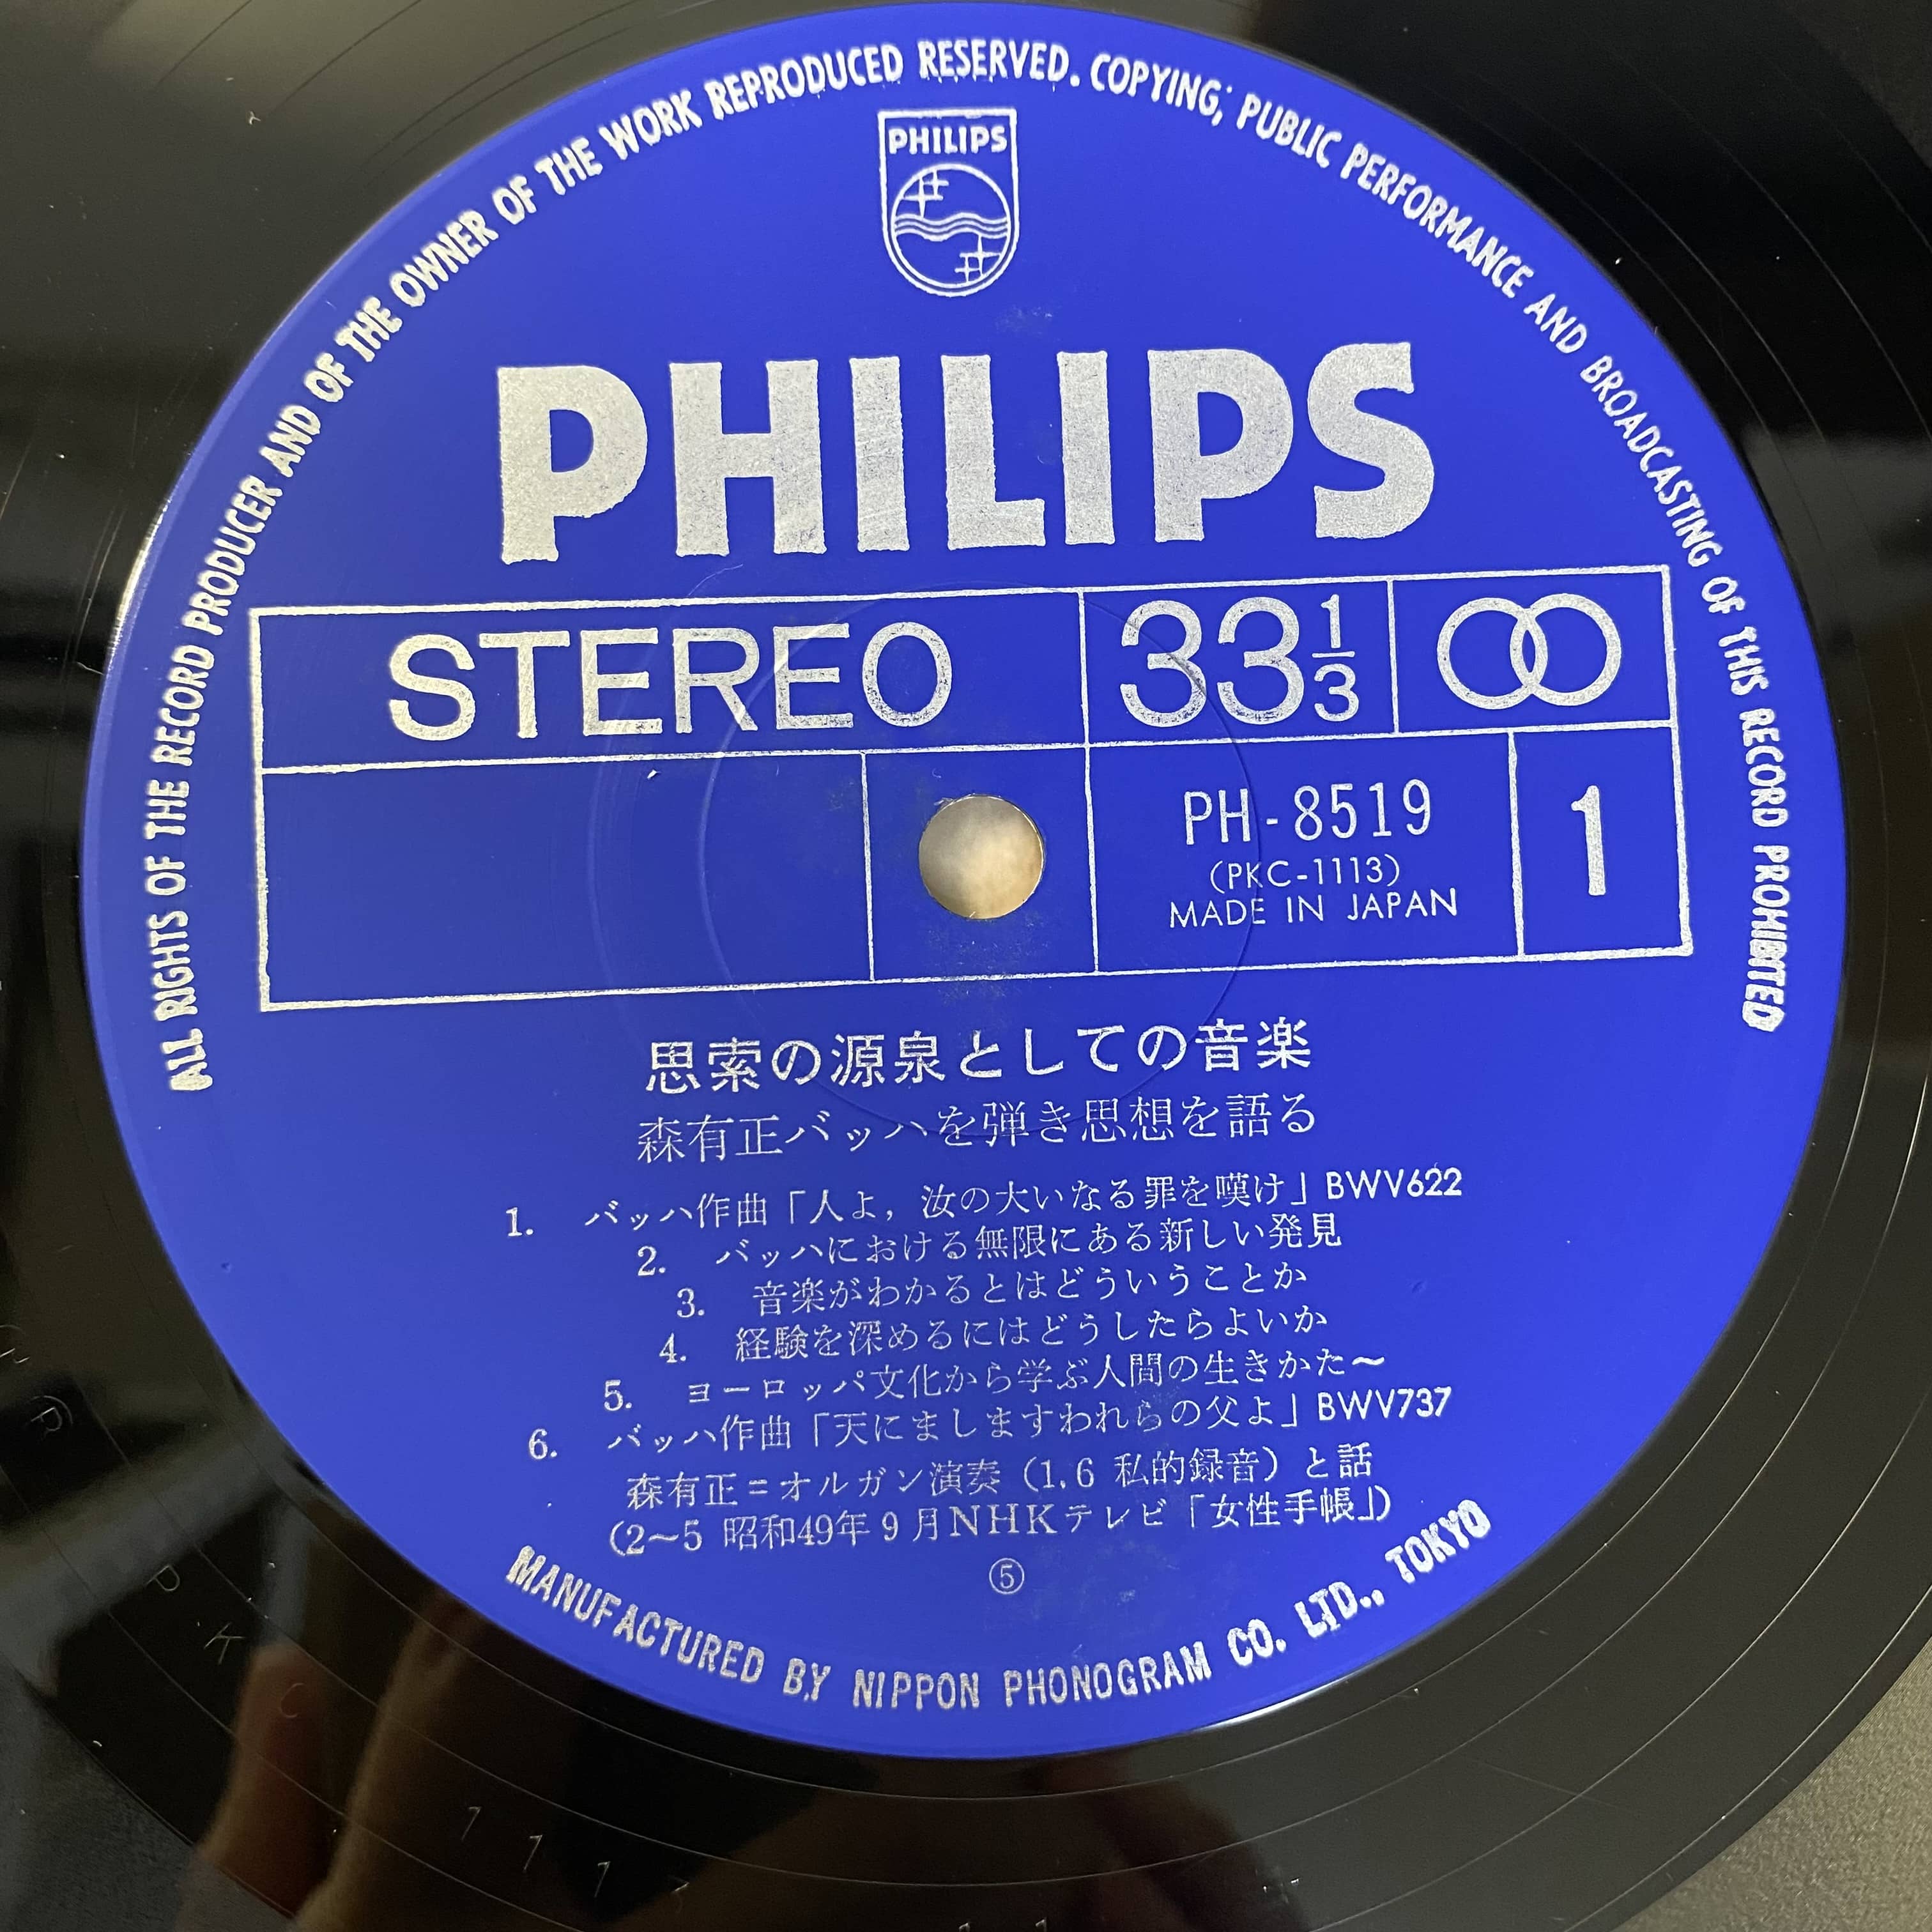 ALL RIGHTS OF THE RECORD PRODUCER AND OF THE OWNER OF THE WORK REPRODUCED RESERVED. COPYING, PUBLIC PERFORMANCE AND BROADCASTING OF THIS RECORD PROHIBITED
PHILIPS
PHILIPS
STEREO 33 1/3
PH-8519 1
(PKC-1113)
MADE IN JAPAN
思索の源泉としての音楽
森有正バッハを弾き思想を語る
1. バッハ作曲「人よ，汝の大いなる罪を嘆け」BWV622
2. バッハにおける無限にある新しい発見
3. 音楽がわかるとはどういうことか
4. 経験を深めるにはどうしたらよいか
5. ヨーロッパ文化から学ぶ人間の生きかた〜
6. バッハ作曲「天にましますわれらの父よ」BWV737
森有正=オルガン演奏（1.6 私的録音）と話
（2〜5 昭和49年9月NHKテレビ「女性手帳」）
⑤
MANUFACTURED BY NIPPON PHONOGRAM CO. LTD., TOKYO
P K C
1 1 1